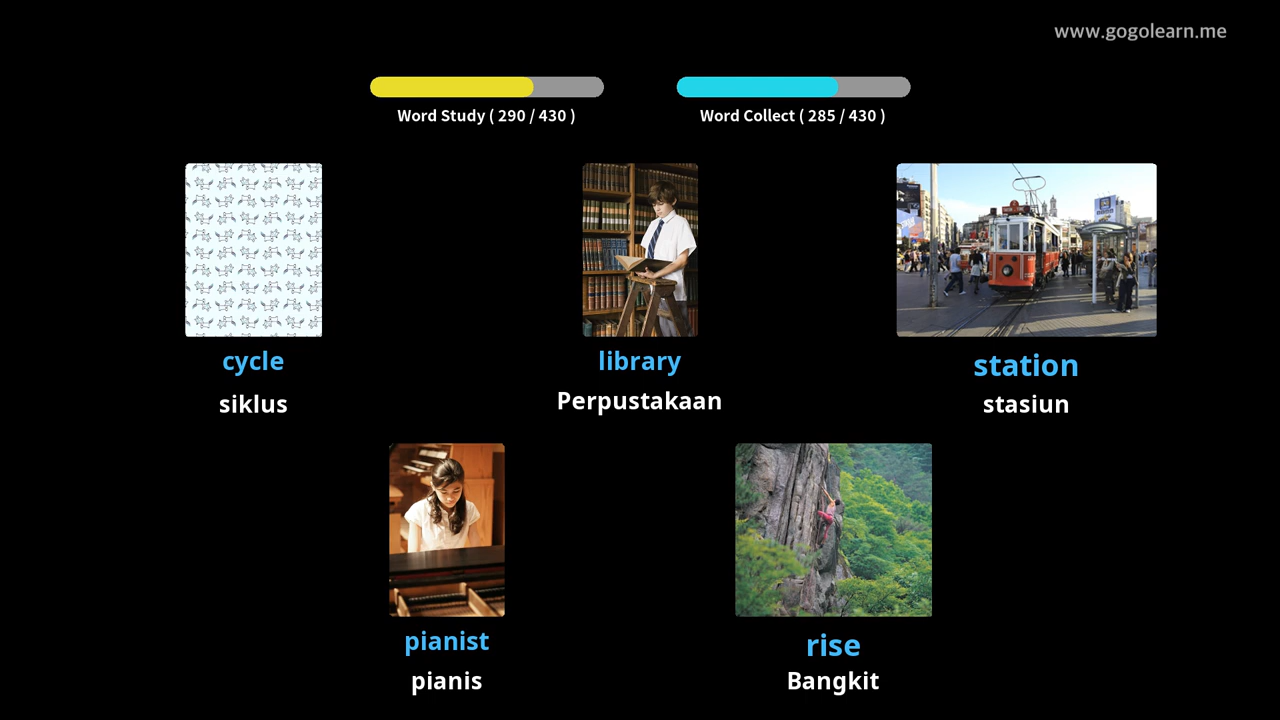 www.gogolearn.me
Word Study ( 290 / 430 )
Word Collect ( 285 / 430 )
cycle
siklus
library
Perpustakaan
station
stasiun
pianist
pianis
rise
Bangkit